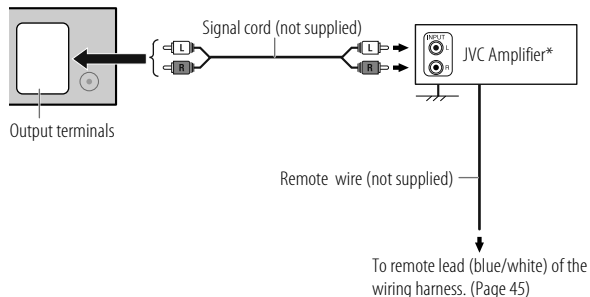 Signal cord (not supplied)
L
R
L
R
INPUT
L
R
JVC Amplifier*
Output terminals
Remote wire (not supplied)
To remote lead (blue/white) of the
wiring harness. (Page 45)